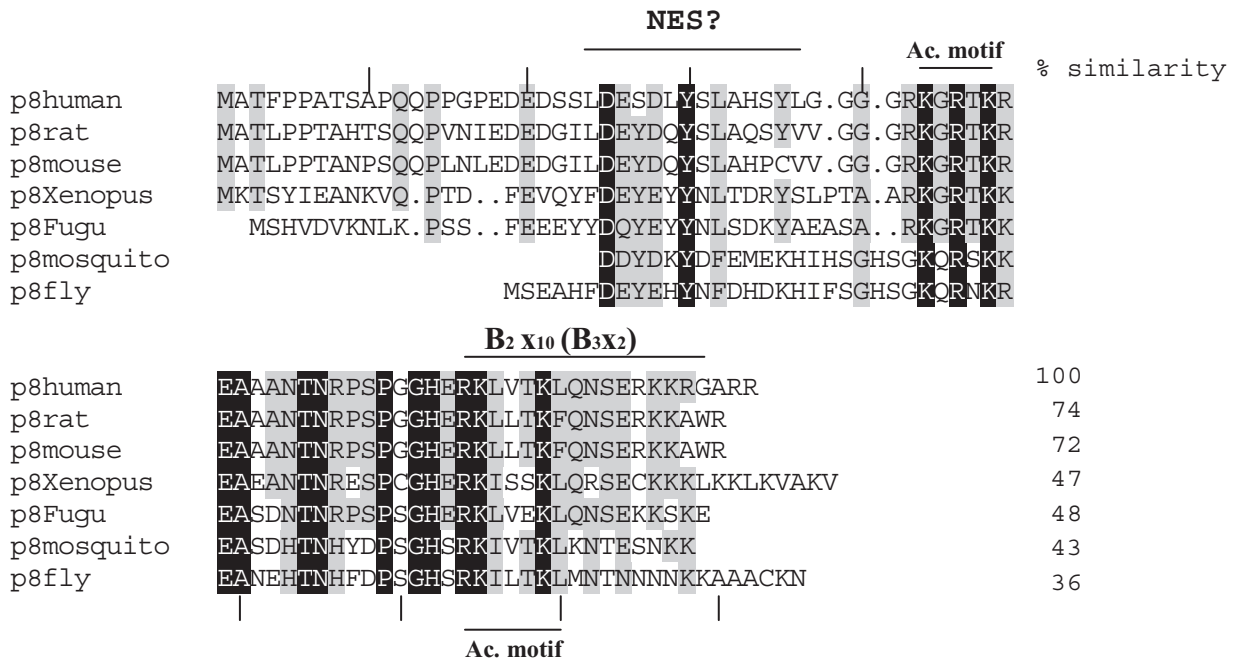 NES?
Ac. motif
% similarity
p8human MATFPPATSAPQQPPGPEDEDSSLDESDLYSLAHSYLG.GG.GRKGRTKR
p8rat MATLPPTAHTSQQPVNIEDEDGILDEYDQYSLAQSYVV.GG.GRKGRTKR
p8mouse MATLPPTANPSQQPLNLEDEDGILDEYDQYSLAHPCVV.GG.GRKGRTKR
p8Xenopus MKTSYIEANKVQ.PTD..FEVQYFDEYEYYNLTDRYSLPTA.ARKGRTKK
p8Fugu MSHVDVKNLK.PSS..FEEEYYDQYEYYNLSDKYAEASA..RKGRTKK
p8mosquito DDYDKYDFEMEKHIHSGHSGKQRSKK
p8fly MSEAHFDEYEHYNFDHDKHIFSGHSGKQRNKR
B2 x10 (B3x2)
p8human EAAANTNRPSPGGHERKLVTKLQNSERKKRGARR 100
p8rat EAAANTNRPSPGGHERKLLTKFQNSERKKAWR 74
p8mouse EAAANTNRPSPGGHERKLLTKFQNSERKKAWR 72
p8Xenopus EAEANTNRESPCGHERKISSKLQRSECKKKLKKLKVAKV 47
p8Fugu EASDNTNRPSPSGHERKLVEKLQNSEKKSKE 48
p8mosquito EASDHTNHYDPSGHSRKIVTKLKNTESNKK 43
p8fly EANEHTNHFDPSGHSRKILTKLMNTNNNNKKAAACKN 36
Ac. motif